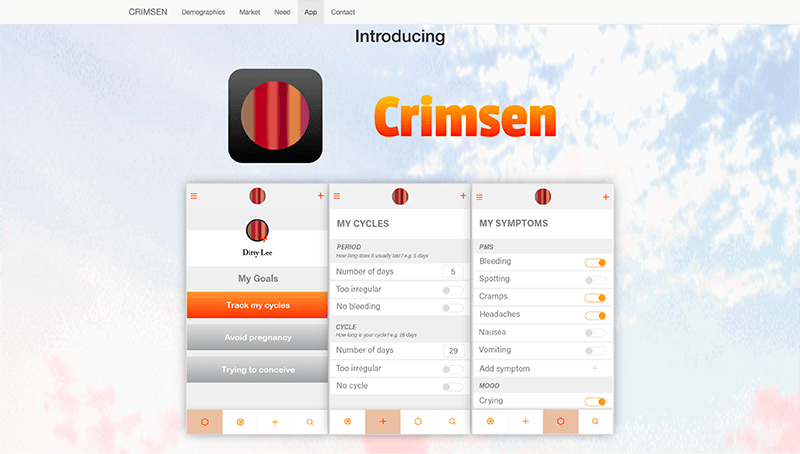 CRIMSEN Demographics Market Need App Contact
Introducing
Crimsen
Ditty Lee
My Goals
Track my cycles
Avoid pregnancy
Trying to conceive
MY CYCLES
PERIOD
How long does it usually last? e.g. 5 days
Number of days 5
Too irregular
No bleeding
CYCLE
How long is your cycle? e.g. 28 days
Number of days 29
Too irregular
No cycle
MY SYMPTOMS
PMS
Bleeding
Spotting
Cramps
Headaches
Nausea
Vomiting
Add symptom +
MOOD
Crying